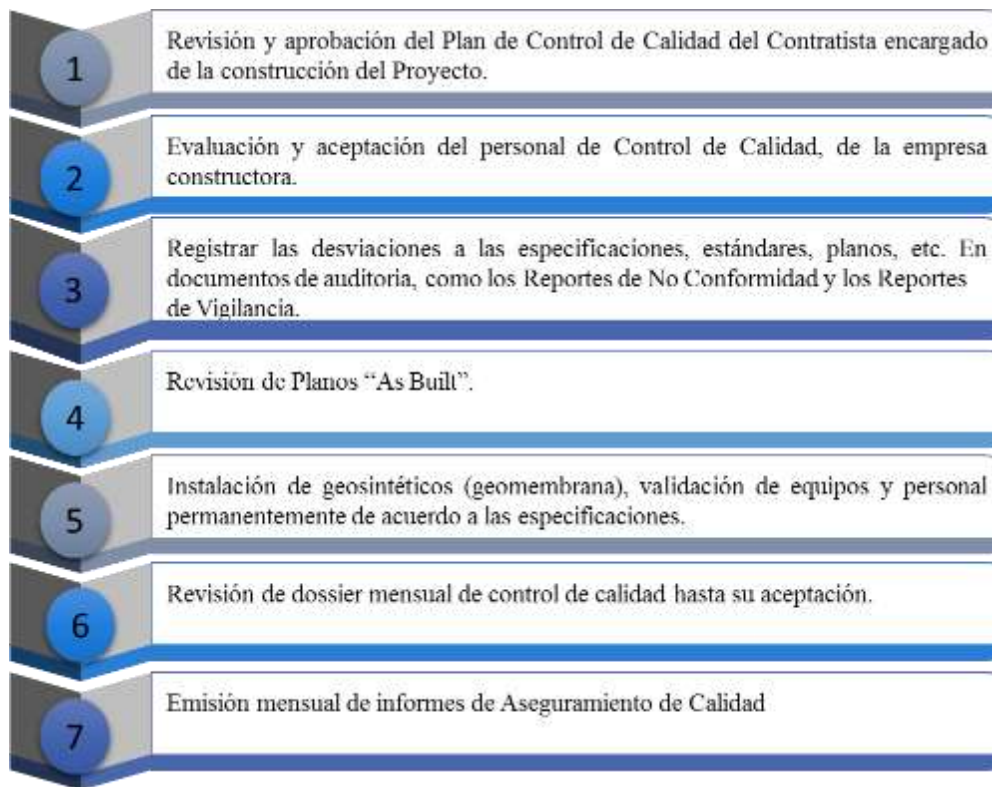 1
Revisión y aprobación del Plan de Control de Calidad del Contratista encargado
de la construcción del Proyecto.
2
Evaluación y aceptación del personal de Control de Calidad, de la empresa
constructora.
3
Registrar las desviaciones a las especificaciones, estándares, planos, etc. En
documentos de auditoria, como los Reportes de No Conformidad y los Reportes
de Vigilancia.
4
Revisión de Planos “As Built”.
5
Instalación de geosintéticos (geomembrana), validación de equipos y personal
permanentemente de acuerdo a las especificaciones.
6
Revisión de dossier mensual de control de calidad hasta su aceptación.
7
Emisión mensual de informes de Aseguramiento de Calidad